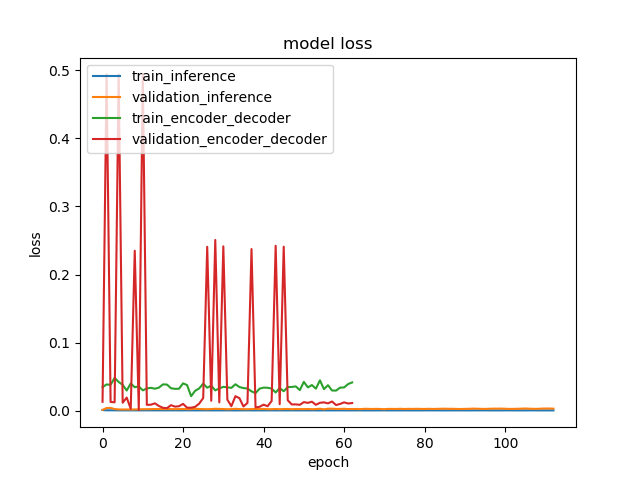 model loss
train_inference
validation_inference
train_encoder_decoder
validation_encoder_decoder
loss
0.5
0.4
0.3
0.2
0.1
0.0
0 20 40 60 80 100
epoch